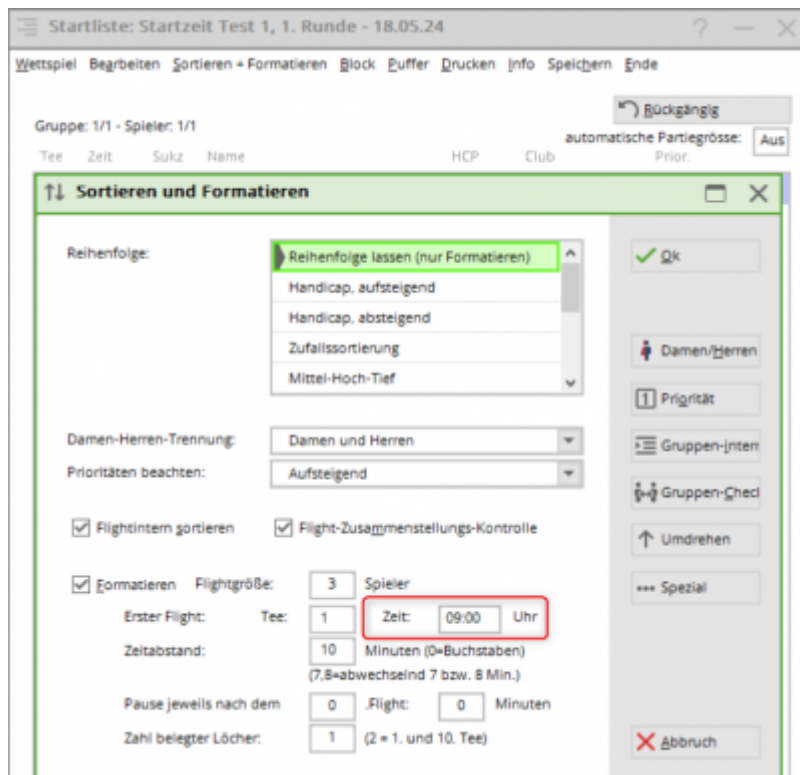 Startliste: Startzeit Test 1, 1. Runde - 18.05.24
Wettspiel Bearbeiten Sortieren + Formatieren Block Puffer Drucken Info Speichern Ende
Rückgängig
Gruppe: 1/1 - Spieler: 1/1
automatische Partiegrösse: Aus
Tee Zeit Sukz Name HCP Club Prior.
Sortieren und Formatieren
Reihenfolge:
Reihenfolge lassen (nur Formatieren)
Handicap, aufsteigend
Handicap, absteigend
Zufallssortierung
Mittel-Hoch-Tief
Ok
Damen/Herren
1 Priorität
Gruppen-intern
Gruppen-Check
Umdrehen
Spezial
Damen-Herren-Trennung: Damen und Herren
Prioritäten beachten: Aufsteigend
Flightintern sortieren Flight-Zusammenstellungs-Kontrolle
Formatieren Flightgröße: 3 Spieler
Erster Flight: Tee: 1 Zeit: 09:00 Uhr
Zeitabstand: 10 Minuten (0=Buchstaben)
(7,8=abwechselnd 7 bzw. 8 Min.)
Pause jeweils nach dem 0 .Flight: 0 Minuten
Zahl belegter Löcher: 1 (2 = 1. und 10. Tee)
Abbruch